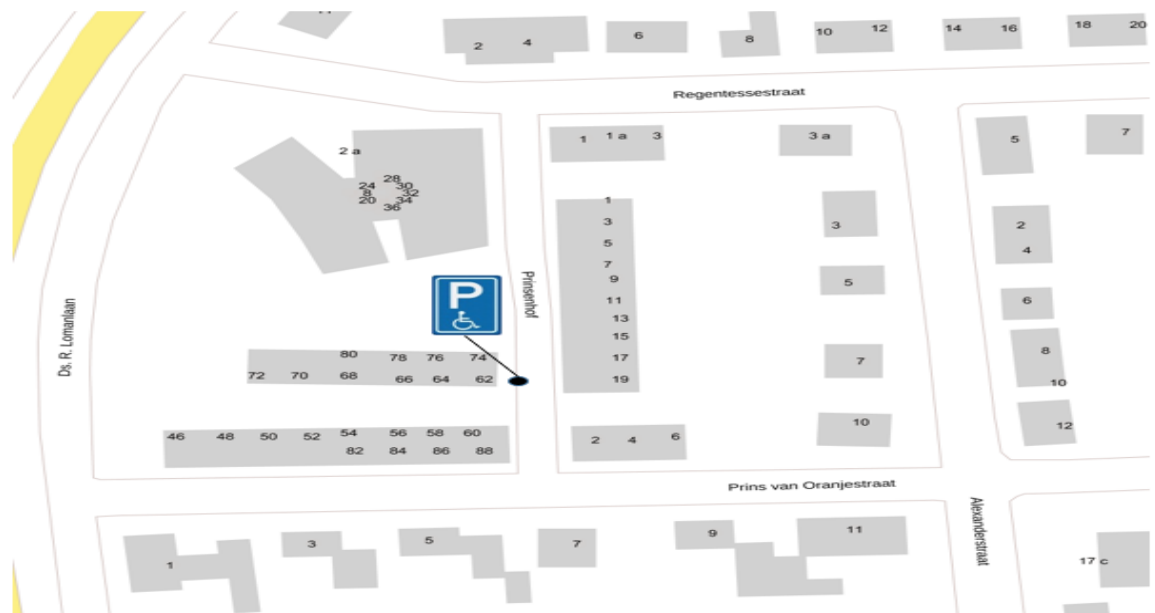 2 4
6
8
10 12
14 16
18 20
Regentessestraat
1 1 a 3
3 a
5
7
2 a
28
24 30
8 32
20 34
36
1
3
5
7
9
11
13
15
17
19
3
5
7
10
2
4
6
8
10
12
P
Prinsenhof
Ds. R. Lomanlaan
80 78 76 74
72 70 68 66 64 62
46 48 50 52 54 56 58 60
82 84 86 88
2 4 6
Prins van Oranjestraat
Alexanderstraat
1
3
5
7
9
11
17 c